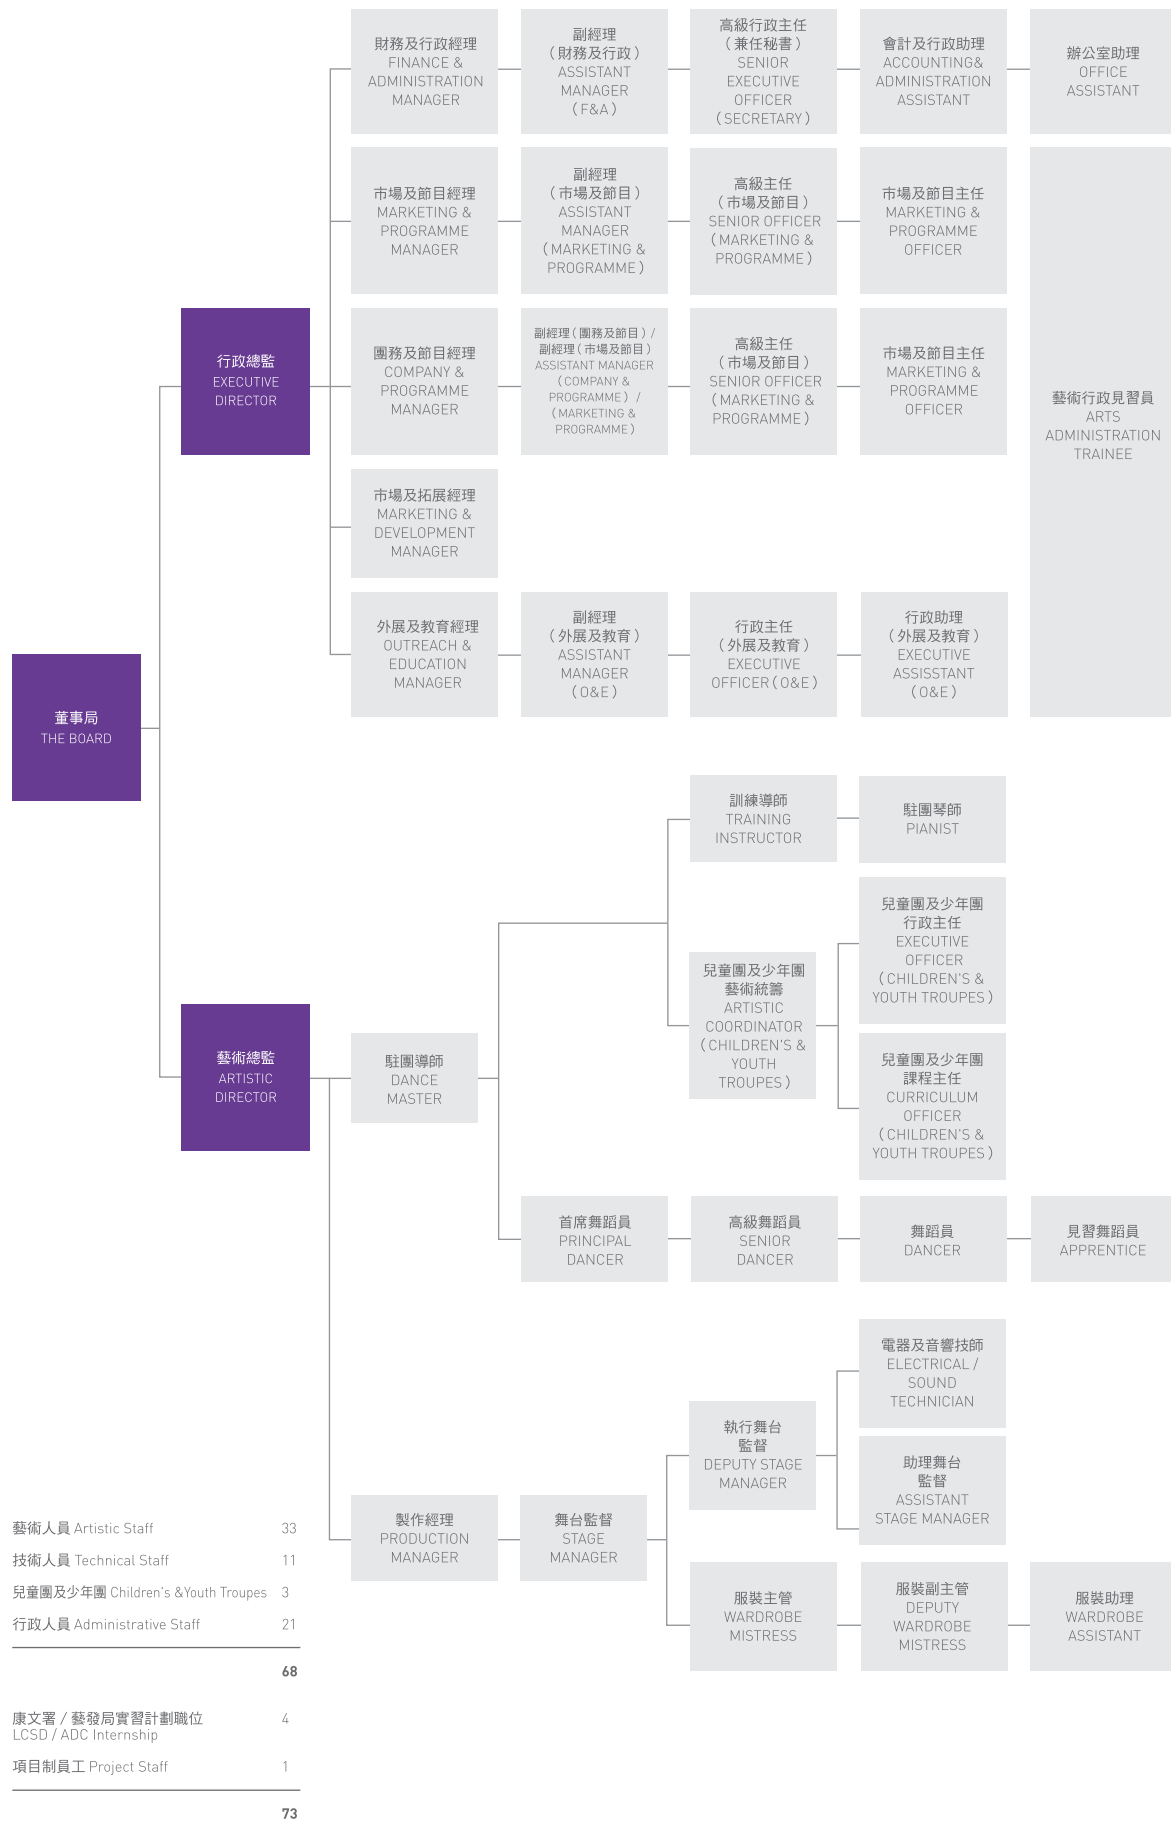 財務及行政經理
FINANCE &
ADMINISTRATION
MANAGER
副經理
（財務及行政）
ASSISTANT
MANAGER
（F&A）
高級行政主任
（兼任秘書）
SENIOR
EXECUTIVE
OFFICER
（SECRETARY）
會計及行政助理
ACCOUNTING&
ADMINISTRATION
ASSISTANT
辦公室助理
OFFICE
ASSISTANT
市場及節目經理
MARKETING &
PROGRAMME
MANAGER
副經理
（市場及節目）
ASSISTANT
MANAGER
（MARKETING &
PROGRAMME）
高級主任
（市場及節目）
SENIOR OFFICER
（MARKETING &
PROGRAMME）
市場及節目主任
MARKETING &
PROGRAMME
OFFICER
行政總監
EXECUTIVE
DIRECTOR
團務及節目經理
COMPANY &
PROGRAMME
MANAGER
副經理（團務及節目）/
副經理（市場及節目）
ASSISTANT MANAGER
（COMPANY &
PROGRAMME） /
（MARKETING &
PROGRAMME）
高級主任
（市場及節目）
SENIOR OFFICER
（MARKETING &
PROGRAMME）
市場及節目主任
MARKETING &
PROGRAMME
OFFICER
藝術行政見習員
ARTS
ADMINISTRATION
TRAINEE
市場及拓展經理
MARKETING &
DEVELOPMENT
MANAGER
外展及教育經理
OUTREACH &
EDUCATION
MANAGER
副經理
（外展及教育）
ASSISTANT
MANAGER
（O&E）
行政主任
（外展及教育）
EXECUTIVE
OFFICER（O&E）
行政助理
（外展及教育）
EXECUTIVE
ASSISSTANT
（O&E）
董事局
THE BOARD
訓練導師
TRAINING
INSTRUCTOR
駐團琴師
PIANIST
兒童團及少年團
行政主任
EXECUTIVE
OFFICER
（CHILDREN'S &
YOUTH TROUPES）
兒童團及少年團
藝術統籌
ARTISTIC
COORDINATOR
（CHILDREN'S &
YOUTH
TROUPES）
兒童團及少年團
課程主任
CURRICULUM
OFFICER
（CHILDREN'S &
YOUTH TROUPES）
藝術總監
ARTISTIC
DIRECTOR
駐團導師
DANCE
MASTER
首席舞蹈員
PRINCIPAL
DANCER
高級舞蹈員
SENIOR
DANCER
舞蹈員
DANCER
見習舞蹈員
APPRENTICE
電器及音響技師
ELECTRICAL /
SOUND
TECHNICIAN
執行舞台
監督
DEPUTY STAGE
MANAGER
助理舞台
監督
ASSISTANT
STAGE MANAGER
製作經理
PRODUCTION
MANAGER
舞台監督
STAGE
MANAGER
服裝主管
WARDROBE
MISTRESS
服裝副主管
DEPUTY
WARDROBE
MISTRESS
服裝助理
WARDROBE
ASSISTANT
藝術人員 Artistic Staff 33
技術人員 Technical Staff 11
兒童團及少年團 Children's &Youth Troupes 3
行政人員 Administrative Staff 21
68
康文署 / 藝發局實習計劃職位 4
LCSD / ADC Internship
項目制員工 Project Staff 1
73